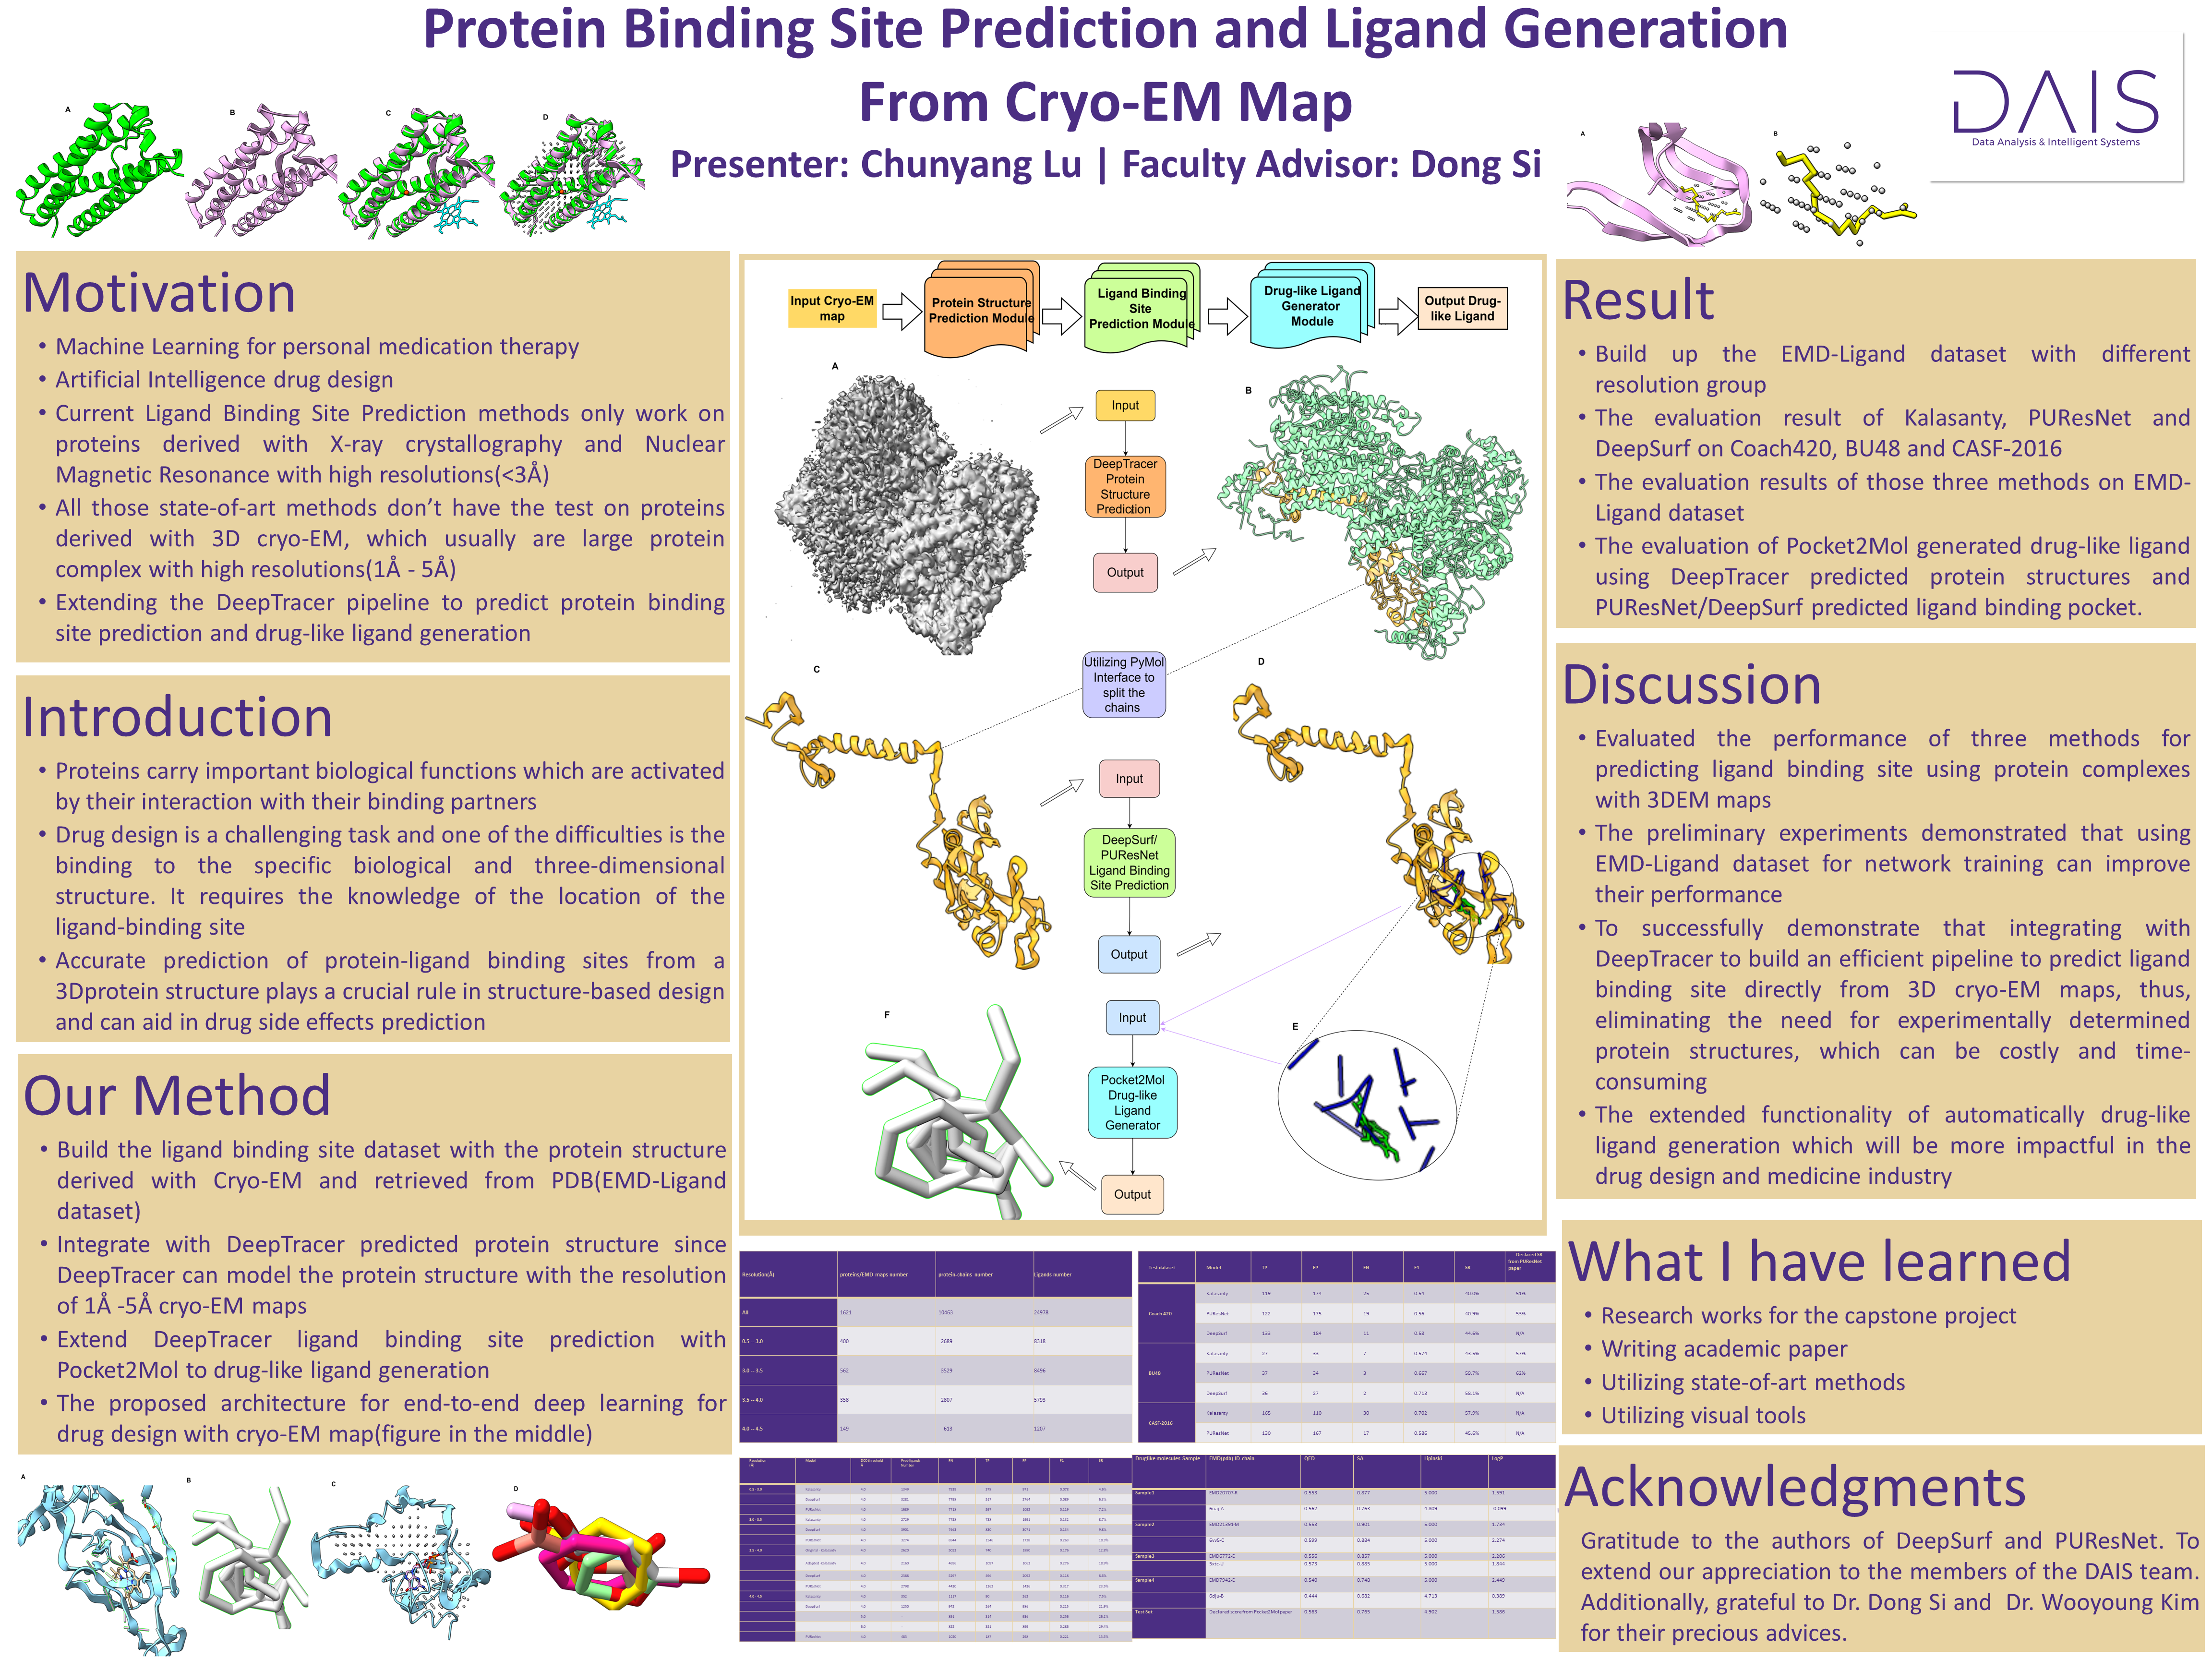 Protein Binding Site Prediction and Ligand Generation
From Cryo-EM Map
Presenter: Chunyang Lu | Faculty Advisor: Dong Si
DAIS
Data Analysis & Intelligent Systems
A
B
C
D
A
B
Motivation
• Machine Learning for personal medication therapy
• Artificial Intelligence drug design
• Current Ligand Binding Site Prediction methods only work on
proteins derived with X-ray crystallography and Nuclear
Magnetic Resonance with high resolutions(<3Å)
• All those state-of-art methods don’t have the test on proteins
derived with 3D cryo-EM, which usually are large protein
complex with high resolutions(1Å - 5Å)
• Extending the DeepTracer pipeline to predict protein binding
site prediction and drug-like ligand generation
Introduction
• Proteins carry important biological functions which are activated
by their interaction with their binding partners
• Drug design is a challenging task and one of the difficulties is the
binding to the specific biological and three-dimensional
structure. It requires the knowledge of the location of the
ligand-binding site
• Accurate prediction of protein-ligand binding sites from a
3Dprotein structure plays a crucial rule in structure-based design
and can aid in drug side effects prediction
Our Method
• Build the ligand binding site dataset with the protein structure
derived with Cryo-EM and retrieved from PDB(EMD-Ligand
dataset)
• Integrate with DeepTracer predicted protein structure since
DeepTracer can model the protein structure with the resolution
of 1Å -5Å cryo-EM maps
• Extend DeepTracer ligand binding site prediction with
Pocket2Mol to drug-like ligand generation
• The proposed architecture for end-to-end deep learning for
drug design with cryo-EM map(figure in the middle)
A
B
C
D
Input Cryo-EM
map
Protein Structure
Prediction Module
Ligand Binding
Site
Prediction Module
Drug-like Ligand
Generator
Module
Output Drug-
like Ligand
A
B
Input
DeepTracer
Protein
Structure
Prediction
Output
Utilizing PyMol
Interface to
split the
chains
C
D
Input
DeepSurf/
PUResNet
Ligand Binding
Site Prediction
Output
F
E
Input
Pocket2Mol
Drug-like
Ligand
Generator
Output
Resolution(Å) proteins/EMD maps number protein-chains number Ligands number
All 1621 10463 24978
0.5 -- 3.0 400 2689 8318
3.0 -- 3.5 562 3529 8496
3.5 -- 4.0 358 2807 5793
4.0 -- 4.5 149 613 1207
Test dataset Model TP FP FN F1 SR Declared SR
from PUResNet
paper
Coach 420
Kalasanty 119 174 25 0.54 40.0% 51%
PUResNet 122 175 19 0.56 40.9% 53%
DeepSurf 133 184 11 0.58 44.6% N/A
BU48
Kalasanty 27 33 7 0.574 43.5% 57%
PUResNet 37 34 3 0.667 59.7% 62%
DeepSurf 36 27 2 0.713 58.1% N/A
CASF-2016
Kalasanty 165 110 30 0.702 57.9% N/A
PUResNet 130 167 17 0.586 45.6% N/A
Druglike molecules Sample EMD(pdb) ID-chain QED SA Lipinski LogP
Sample1 EMD10707-R 0.553 0.877 5.000 1.591
6uaj-A 0.562 0.763 4.809 -0.099
Sample2 EMD21391-M 0.553 0.901 5.000 1.734
6vv5-C 0.599 0.884 5.000 2.274
Sample3 EMD6772-E 0.556 0.857 5.000 2.206
5xtc-U 0.573 0.885 5.000 1.844
Sample4 EMD7942-E 0.540 0.748 5.000 2.449
6oju-B 0.444 0.682 4.713 0.389
Test Set Declared score from Pocket2Mol paper 0.563 0.765 4.902 1.586
Result
• Build up the EMD-Ligand dataset with different
resolution group
• The evaluation result of Kalasanty, PUResNet and
DeepSurf on Coach420, BU48 and CASF-2016
• The evaluation results of those three methods on EMD-
Ligand dataset
• The evaluation of Pocket2Mol generated drug-like ligand
using DeepTracer predicted protein structures and
PUResNet/DeepSurf predicted ligand binding pocket.
Discussion
• Evaluated the performance of three methods for
predicting ligand binding site using protein complexes
with 3DEM maps
• The preliminary experiments demonstrated that using
EMD-Ligand dataset for network training can improve
their performance
• To successfully demonstrate that integrating with
DeepTracer to build an efficient pipeline to predict ligand
binding site directly from 3D cryo-EM maps, thus,
eliminating the need for experimentally determined
protein structures, which can be costly and time-
consuming
• The extended functionality of automatically drug-like
ligand generation which will be more impactful in the
drug design and medicine industry
What I have learned
• Research works for the capstone project
• Writing academic paper
• Utilizing state-of-art methods
• Utilizing visual tools
Acknowledgments
Gratitude to the authors of DeepSurf and PUResNet. To
extend our appreciation to the members of the DAIS team.
Additionally, grateful to Dr. Dong Si and Dr. Wooyoung Kim
for their precious advices.